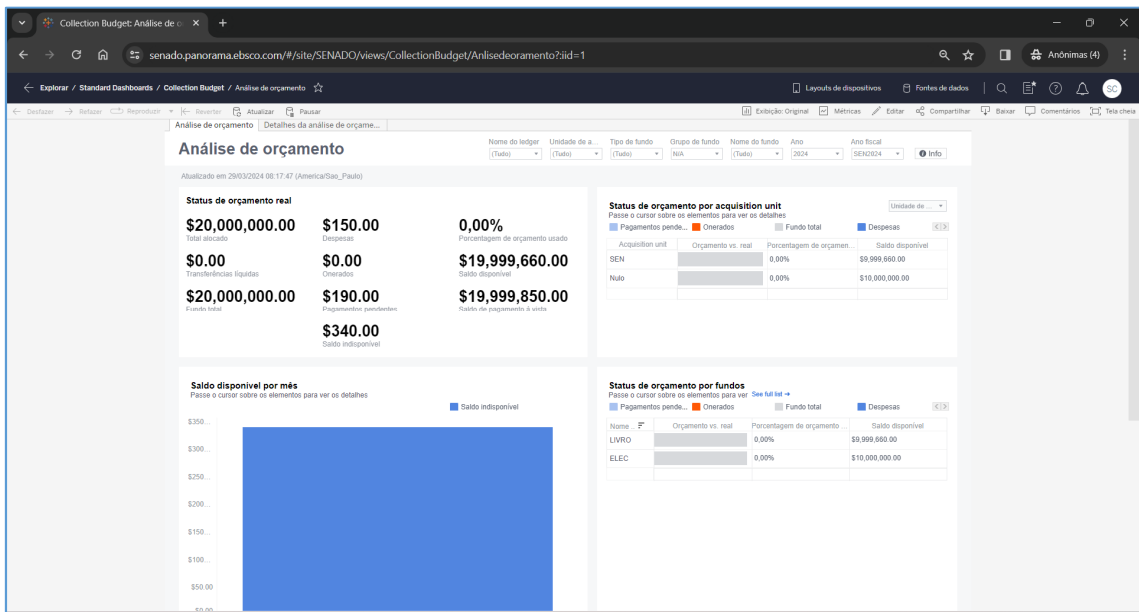 Collection Budget: Análise de o
senado.panorama.ebsco.com/#/site/SENADO/views/CollectionBudget/Anlisedeoramento?:iid=1
Anônimas (4)
Explorar / Standard Dashboards / Collection Budget / Análise de orçamento
Layouts de dispositivos Fontes de dados SC
Desfazer Refazer Reproduzir Reverter Atualizar Pausar
Exibição: Original Métricas Editar Compartilhar Baixar Comentários Tela cheia
Análise de orçamento Detalhes da análise de orçame...
Análise de orçamento
Nome do ledger Unidade de a... Tipo de fundo Grupo de fundo Nome do fundo Ano Ano fiscal
(Tudo) (Tudo) (Tudo) N/A (Tudo) 2024 SEN2024 Info
Atualizado em 29/03/2024 08:17:47 (America/Sao_Paulo)
Status de orçamento real
$20,000,000.00 $150.00 0,00%
Total alocado Despesas Porcentagem de orçamento usado
$0.00 $0.00 $19,999,660.00
Transferências líquidas Onerados Saldo disponível
$20,000,000.00 $190.00 $19,999,850.00
Fundo total Pagamentos pendentes Saldo de pagamento à vista
$340.00
Saldo indisponível
Status de orçamento por acquisition unit
Unidade de ...
Passe o cursor sobre os elementos para ver os detalhes
Pagamentos pende... Onerados Fundo total Despesas
Acquisition unit Orçamento vs. real Porcentagem de orçamen... Saldo disponível
SEN 0,00% $9,999,660.00
Nulo 0,00% $10,000,000.00
Saldo disponível por mês
Passe o cursor sobre os elementos para ver os detalhes
Saldo indisponível
$350...
$300...
$250...
$200...
$150...
$100...
$50.00
$0.00
Status de orçamento por fundos
Passe o cursor sobre os elementos para ver See full list →
Pagamentos pende... Onerados Fundo total Despesas
Nome .. Orçamento vs. real Porcentagem de orçamento ... Saldo disponível
LIVRO 0,00% $9,999,660.00
ELEC 0,00% $10,000,000.00